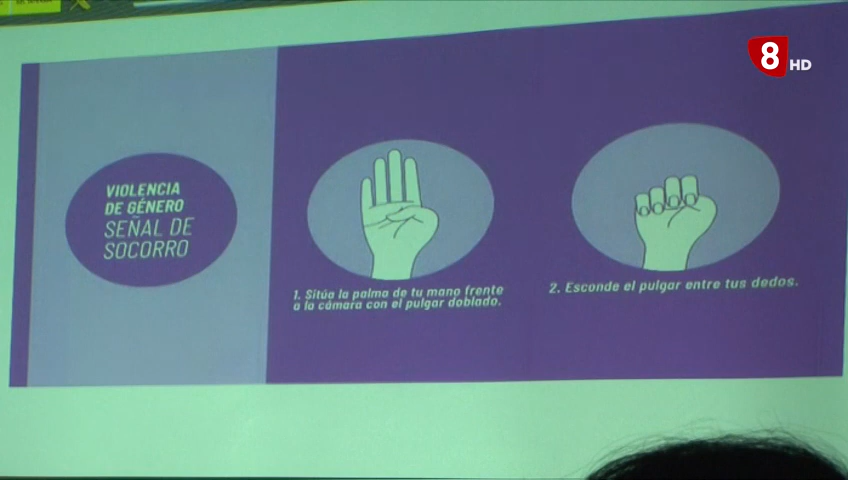 8 HD
VIOLENCIA
DE GÉNERO
SEÑAL DE
SOCORRO
1. Sitúa la palma de tu mano frente
a la cámara con el pulgar doblado.
2. Esconde el pulgar entre tus dedos.